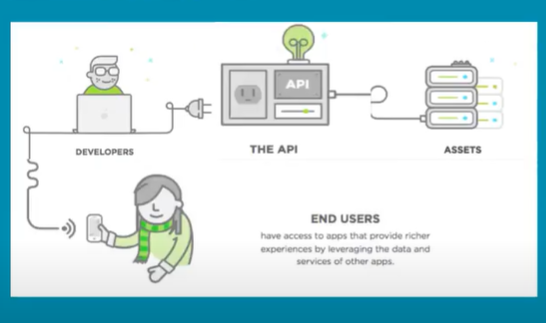 API
DEVELOPERS
THE API
ASSETS
END USERS
have access to apps that provide richer
experiences by leveraging the data and
services of other apps.